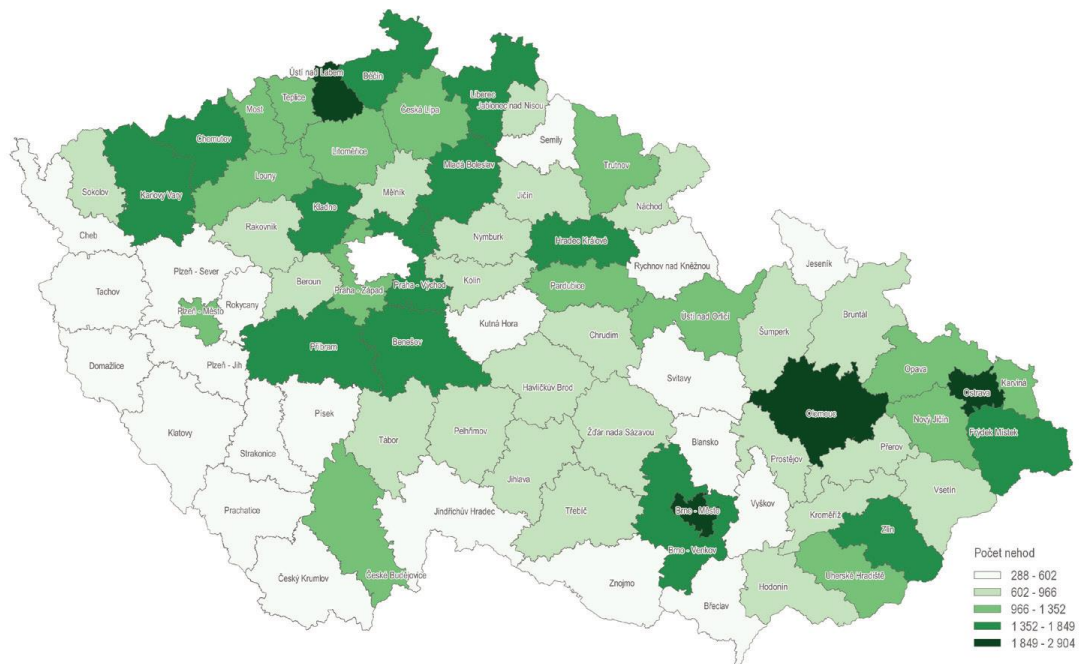 Ústí nad Labem
Děčín
Teplice
Most
Česká Lípa
Liberec
Jablonec nad Nisou
Semily
Chomutov
Litoměřice
Trutnov
Mladá Boleslav
Sokolov
Karlovy Vary
Louny
Mělník
Jičín
Náchod
Kladno
Cheb
Rakovník
Nymburk
Hradec Králové
Rychnov nad Kněžnou
Jeseník
Plzeň - Sever
Tachov
Rokycany
Beroun
Praha - Západ
Praha - Východ
Kolín
Pardubice
Bruntál
Plzeň - Město
Kutná Hora
Ústí nad Orlicí
Šumperk
Chrudim
Příbram
Benešov
Domažlice
Plzeň - Jih
Svitavy
Opava
Karviná
Ostrava
Havlíčkův Brod
Olomouc
Písek
Nový Jičín
Frýdek Místek
Klatovy
Tábor
Pelhřimov
Žďár nada Sázavou
Blansko
Přerov
Strakonice
Prostějov
Jihlava
Vsetín
Prachatice
Jindřichův Hradec
Třebíč
Brno - Město
Vyškov
Kroměříž
Zlín
Brno - Venkov
Český Krumlov
České Budějovice
Znojmo
Břeclav
Hodonín
Uherské Hradiště
Počet nehod
288 - 602
602 - 966
966 - 1 352
1 352 - 1 849
1 849 - 2 904